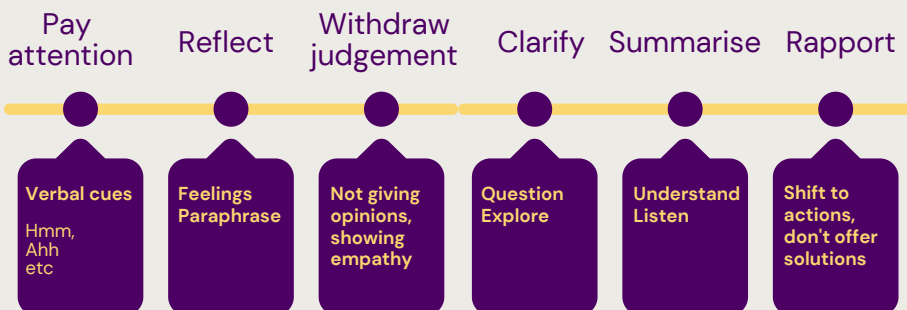 Pay
attention
Reflect
Withdraw
judgement
Clarify
Summarise
Rapport
Verbal cues
Hmm,
Ahh
etc
Feelings
Paraphrase
Not giving
opinions,
showing
empathy
Question
Explore
Understand
Listen
Shift to
actions,
don't offer
solutions